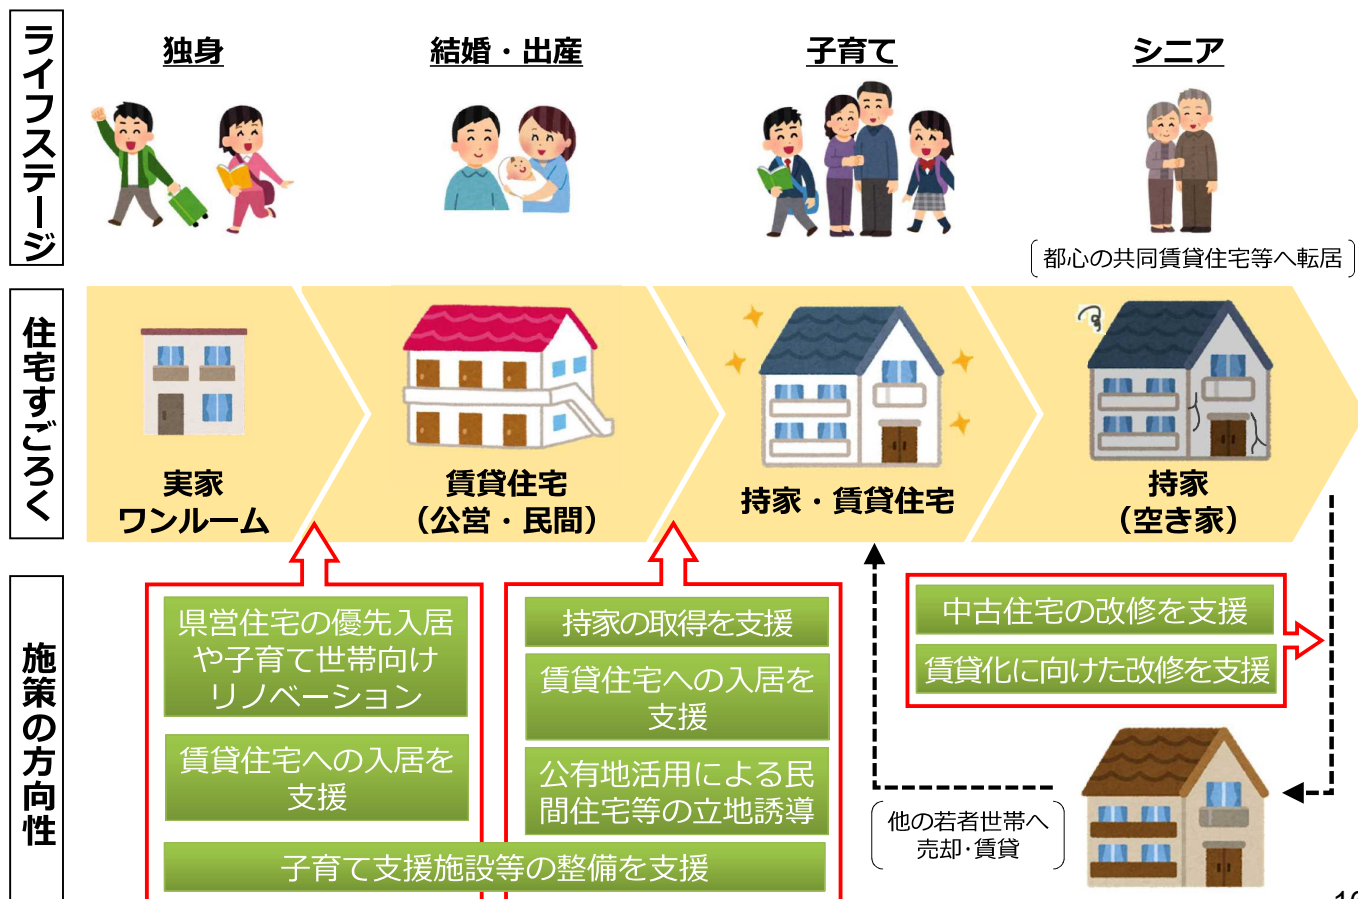 ライフステージ
独身
結婚・出産
子育て
シニア
都心の共同賃貸住宅等へ転居
住宅すごろく
実家
ワンルーム
賃貸住宅
（公営・民間）
持家・賃貸住宅
持家
（空き家）
施策の方向性
県営住宅の優先入居
や子育て世帯向け
リノベーション
賃貸住宅への入居を
支援
持家の取得を支援
賃貸住宅への入居を
支援
公有地活用による民
間住宅等の立地誘導
子育て支援施設等の整備を支援
中古住宅の改修を支援
賃貸化に向けた改修を支援
他の若者世帯へ
売却・賃貸